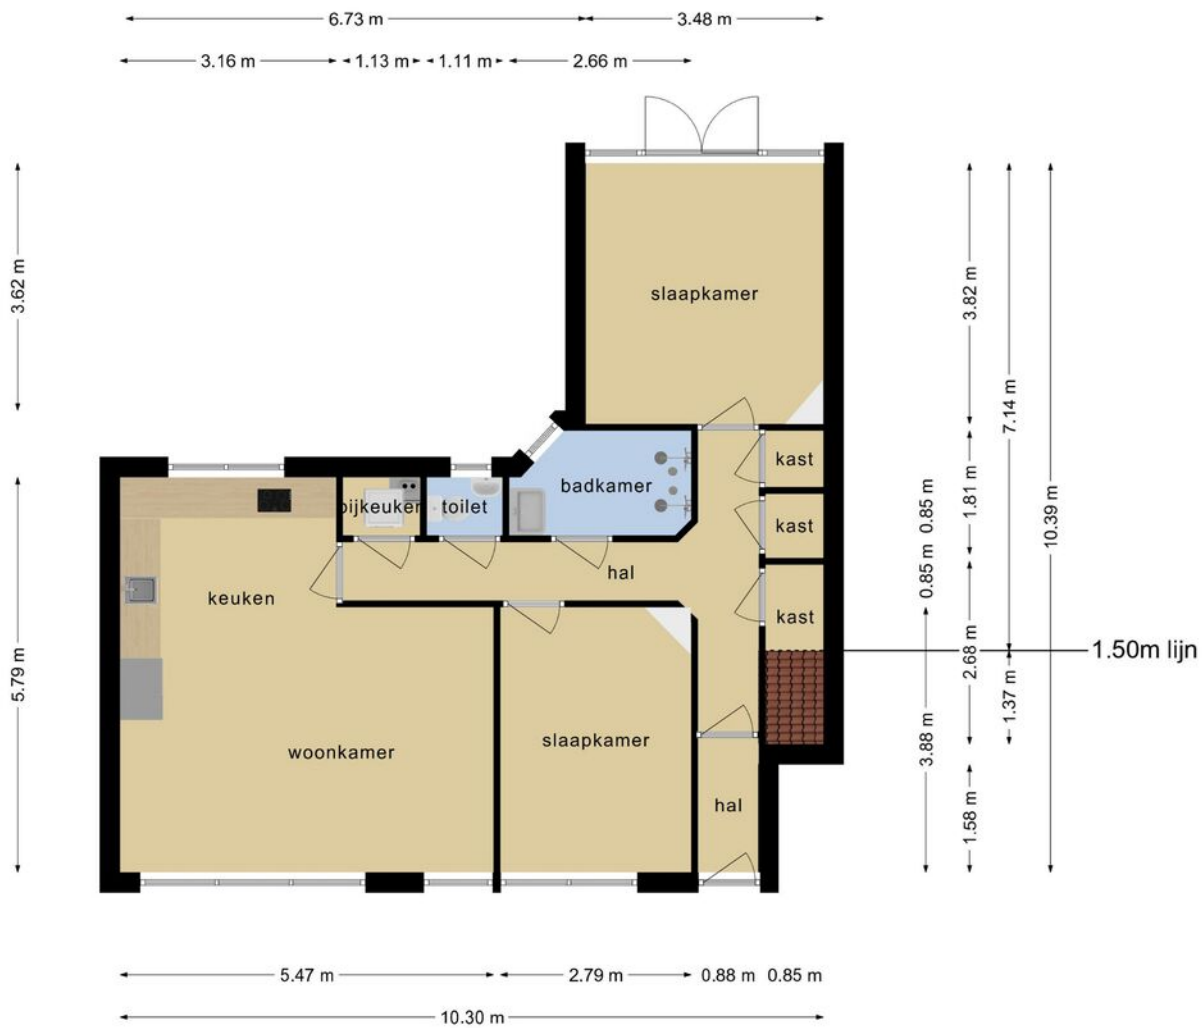 6.73 m
3.48 m
3.16 m
1.13 m
1.11 m
2.66 m
3.62 m
5.79 m
slaapkamer
kast
badkamer
bijkeuken
toilet
kast
hal
keuken
kast
woonkamer
slaapkamer
hal
3.82 m
7.14 m
1.81 m
10.39 m
0.85 m
0.85 m
1.50m lijn
2.68 m
1.37 m
3.88 m
1.58 m
5.47 m
2.79 m
0.88 m
0.85 m
10.30 m